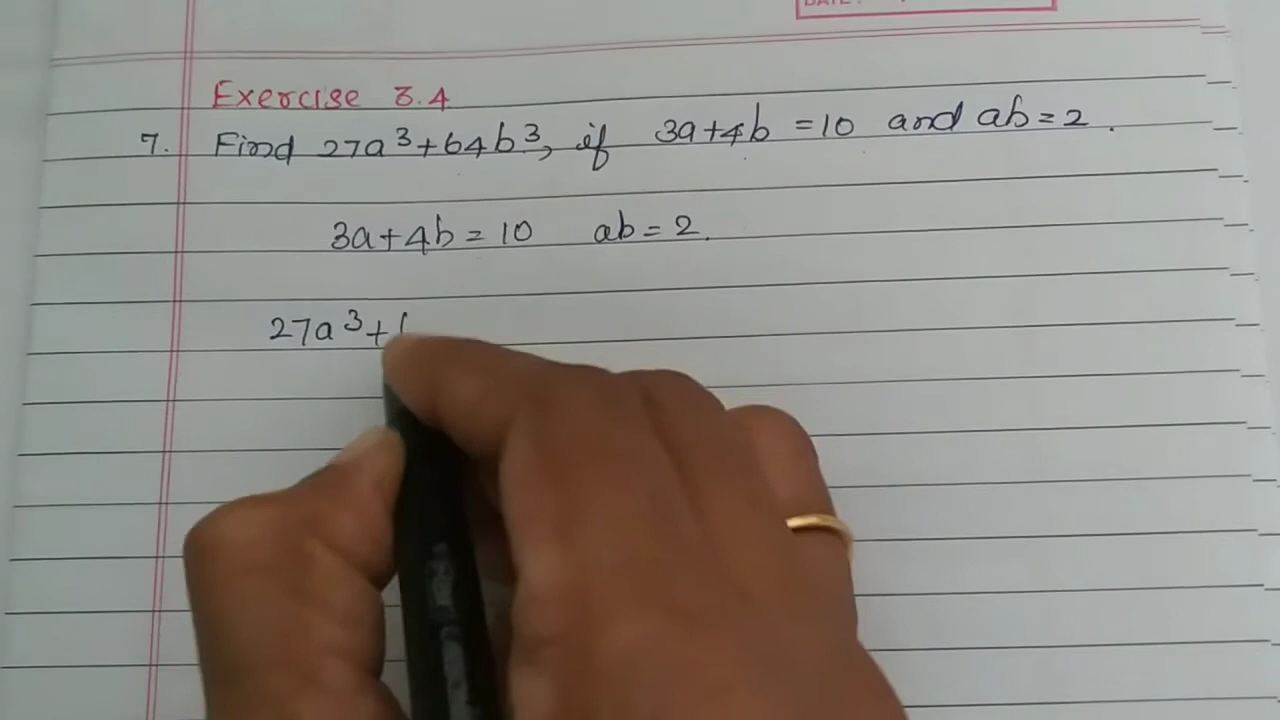 Exercise 3.4
7. Find 27a³+64b³, if 3a+4b = 10 and ab = 2.
3a+4b = 10 ab = 2.
27a³+